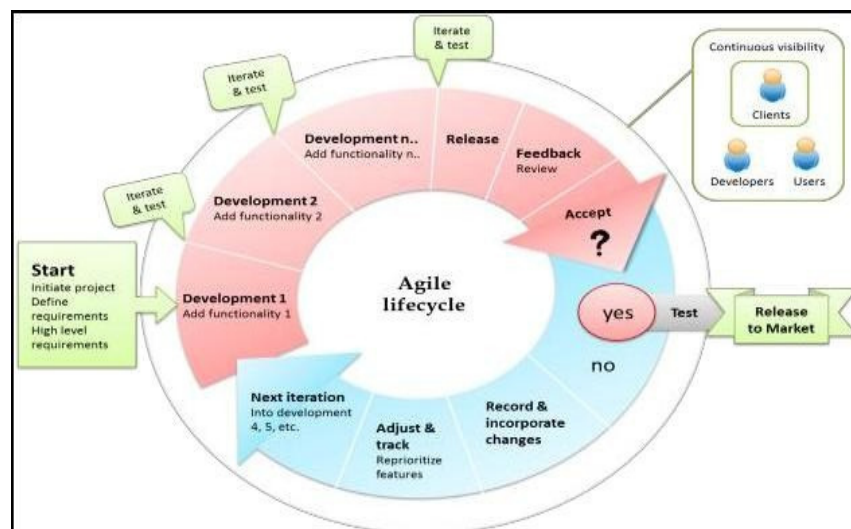 Iterate
& test
Iterate
& test
Iterate
& test
Continuous visibility
Clients
Developers
Users
Start
Initiate project
Define
requirements
High level
requirements
Development 1
Add functionality 1
Development 2
Add functionality 2
Development n..
Add functionality n..
Release
Feedback
Review
Accept
?
Agile
lifecycle
yes
Test
Release
to Market
no
Record &
incorporate
changes
Adjust &
track
Reprioritize
features
Next iteration
Into development
4, 5, etc.